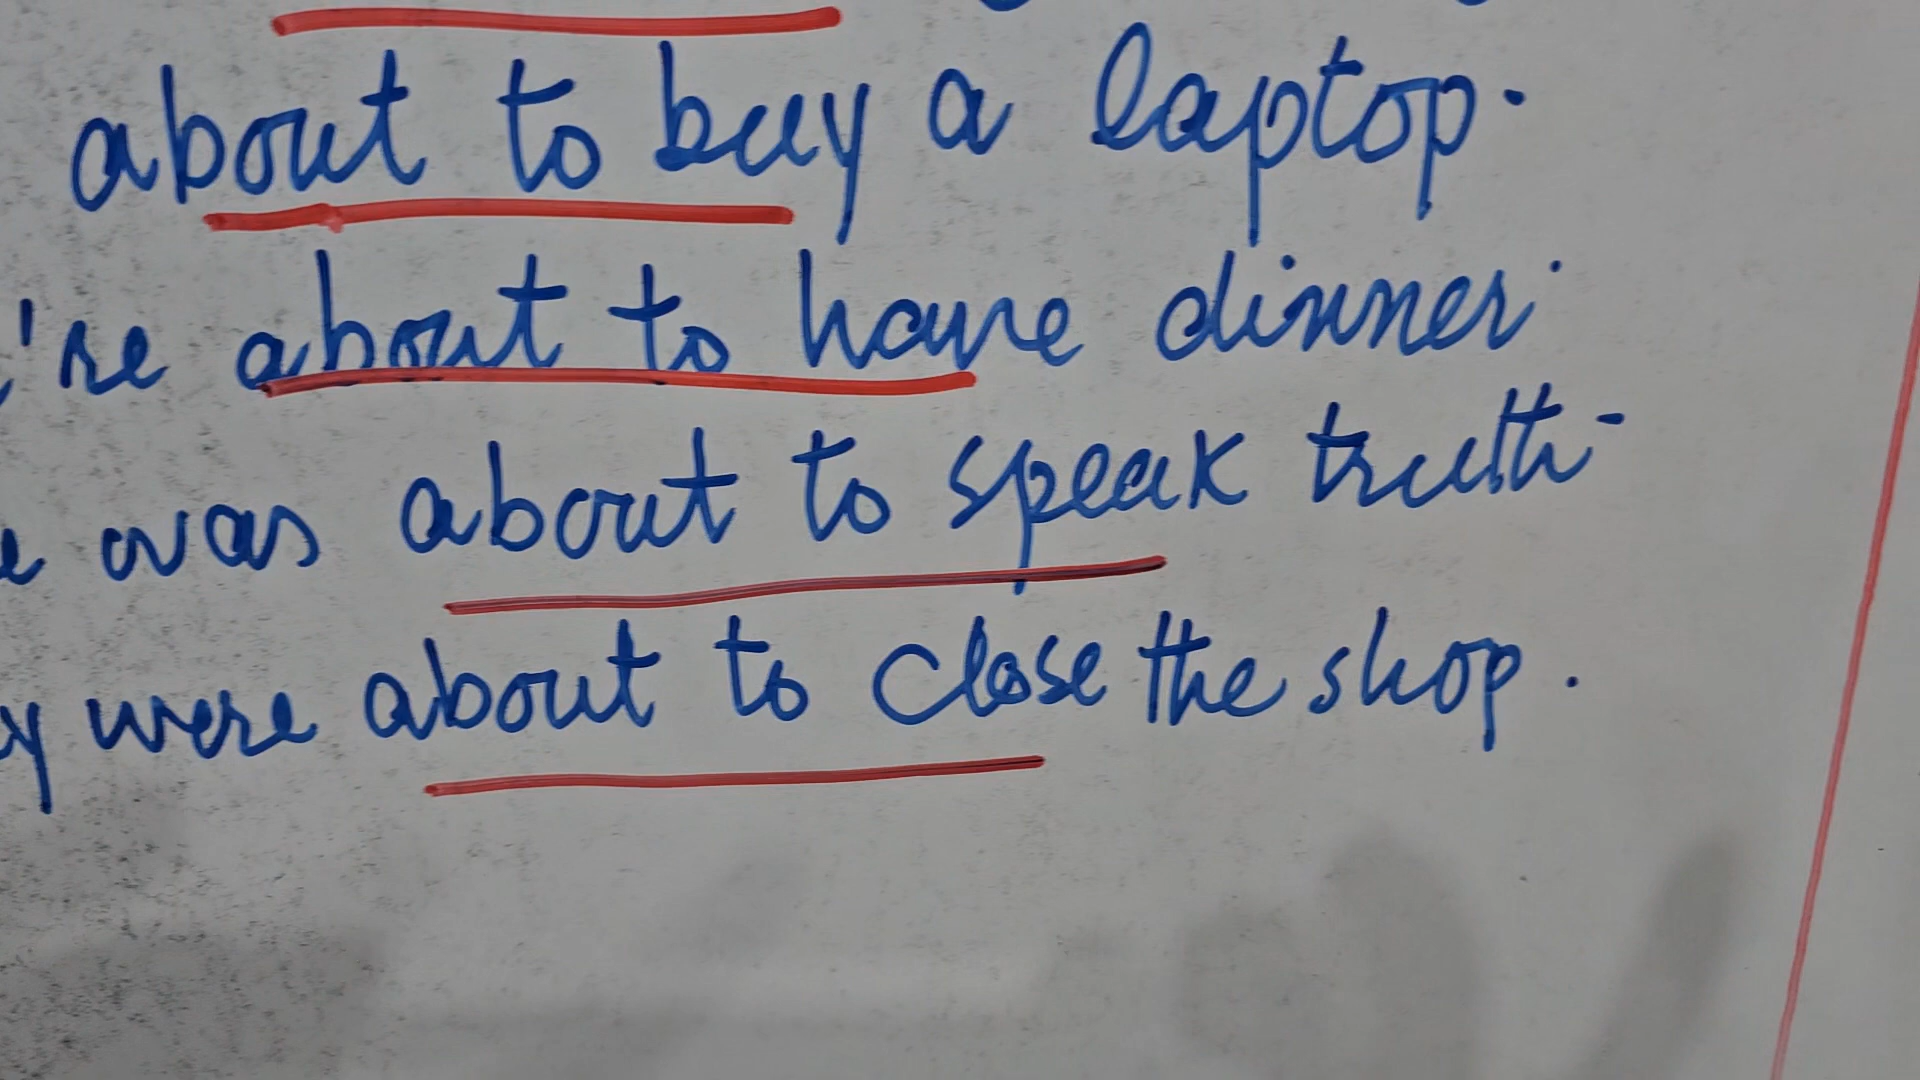 about to buy a laptop.
're about to have dinner.
was about to speak truth.
were about to close the shop.